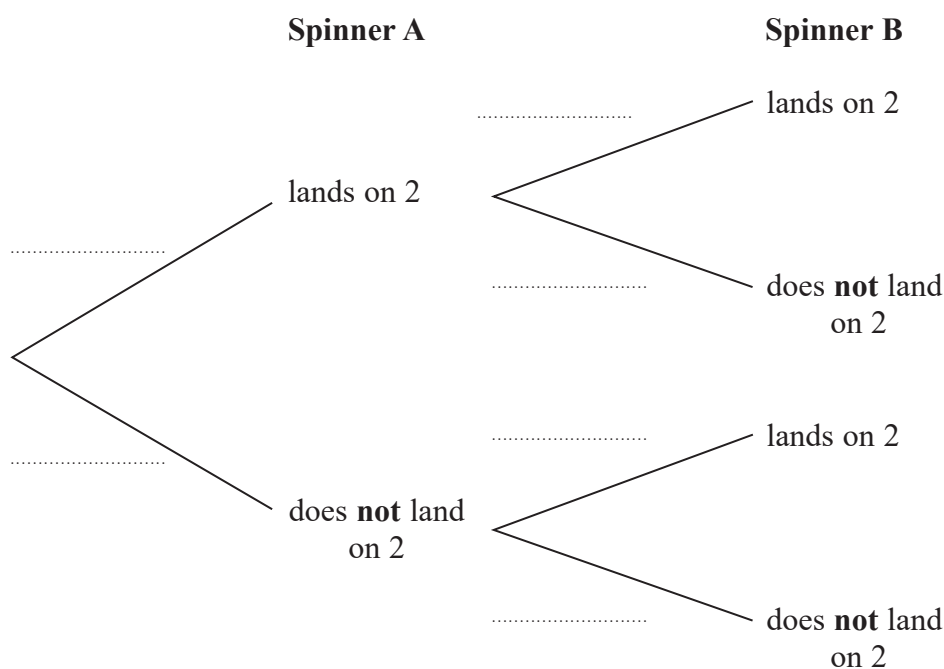 Spinner A
Spinner B
lands on 2
lands on 2
does not land
on 2
lands on 2
does not land
on 2
does not land
on 2